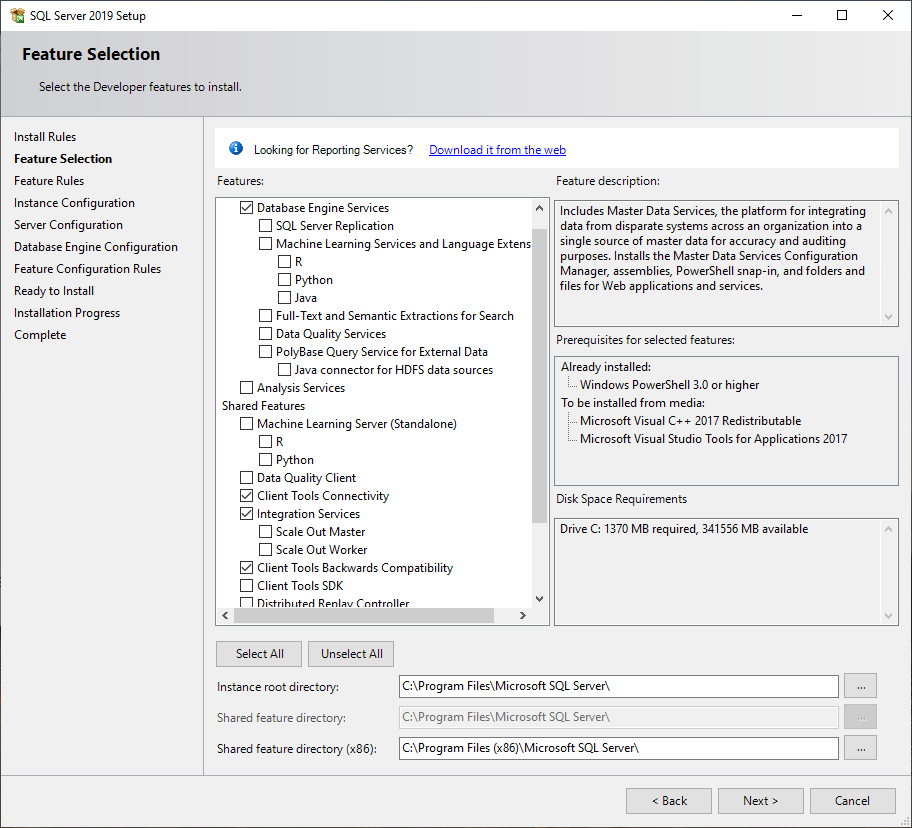 SQL Server 2019 Setup
Feature Selection
Select the Developer features to install.
Install Rules
Feature Selection
Feature Rules
Instance Configuration
Server Configuration
Database Engine Configuration
Feature Configuration Rules
Ready to Install
Installation Progress
Complete
Looking for Reporting Services? Download it from the web
Features:
Database Engine Services
SQL Server Replication
Machine Learning Services and Language Extens
R
Python
Java
Full-Text and Semantic Extractions for Search
Data Quality Services
PolyBase Query Service for External Data
Java connector for HDFS data sources
Analysis Services
Shared Features
Machine Learning Server (Standalone)
R
Python
Data Quality Client
Client Tools Connectivity
Integration Services
Scale Out Master
Scale Out Worker
Client Tools Backwards Compatibility
Client Tools SDK
Distributed Replay Controller
Feature description:
Includes Master Data Services, the platform for integrating
data from disparate systems across an organization into a
single source of master data for accuracy and auditing
purposes. Installs the Master Data Services Configuration
Manager, assemblies, PowerShell snap-in, and folders and
files for Web applications and services.
Prerequisites for selected features:
Already installed:
Windows PowerShell 3.0 or higher
To be installed from media:
Microsoft Visual C++ 2017 Redistributable
Microsoft Visual Studio Tools for Applications 2017
Disk Space Requirements
Drive C: 1370 MB required, 341556 MB available
Select All
Unselect All
Instance root directory: C:\Program Files\Microsoft SQL Server\ ...
Shared feature directory: C:\Program Files\Microsoft SQL Server\ ...
Shared feature directory (x86): C:\Program Files (x86)\Microsoft SQL Server\ ...
< Back
Next >
Cancel